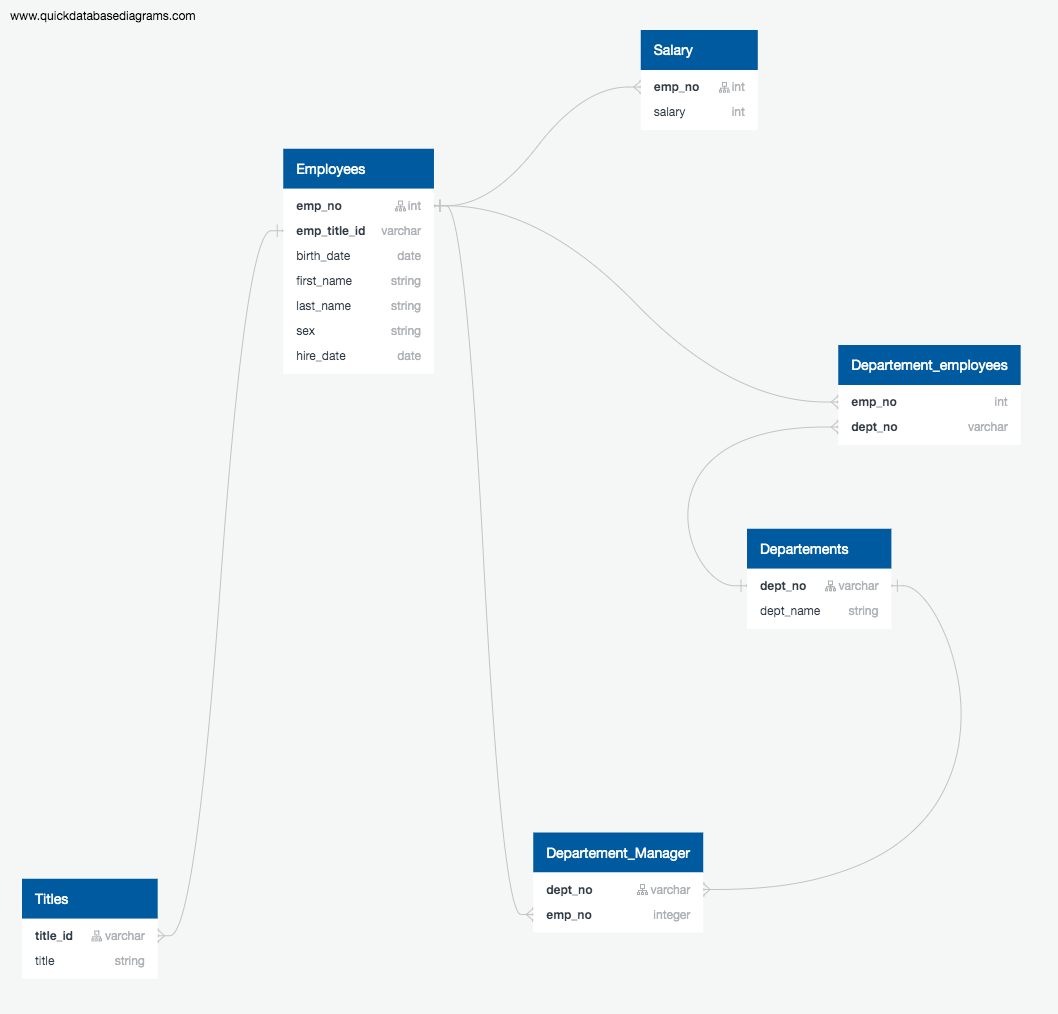 www.quickdatabasediagrams.com
Salary
emp_no int
salary int
Employees
emp_no int
emp_title_id varchar
birth_date date
first_name string
last_name string
sex string
hire_date date
Departement_employees
emp_no int
dept_no varchar
Departements
dept_no varchar
dept_name string
Departement_Manager
dept_no varchar
emp_no integer
Titles
title_id varchar
title string